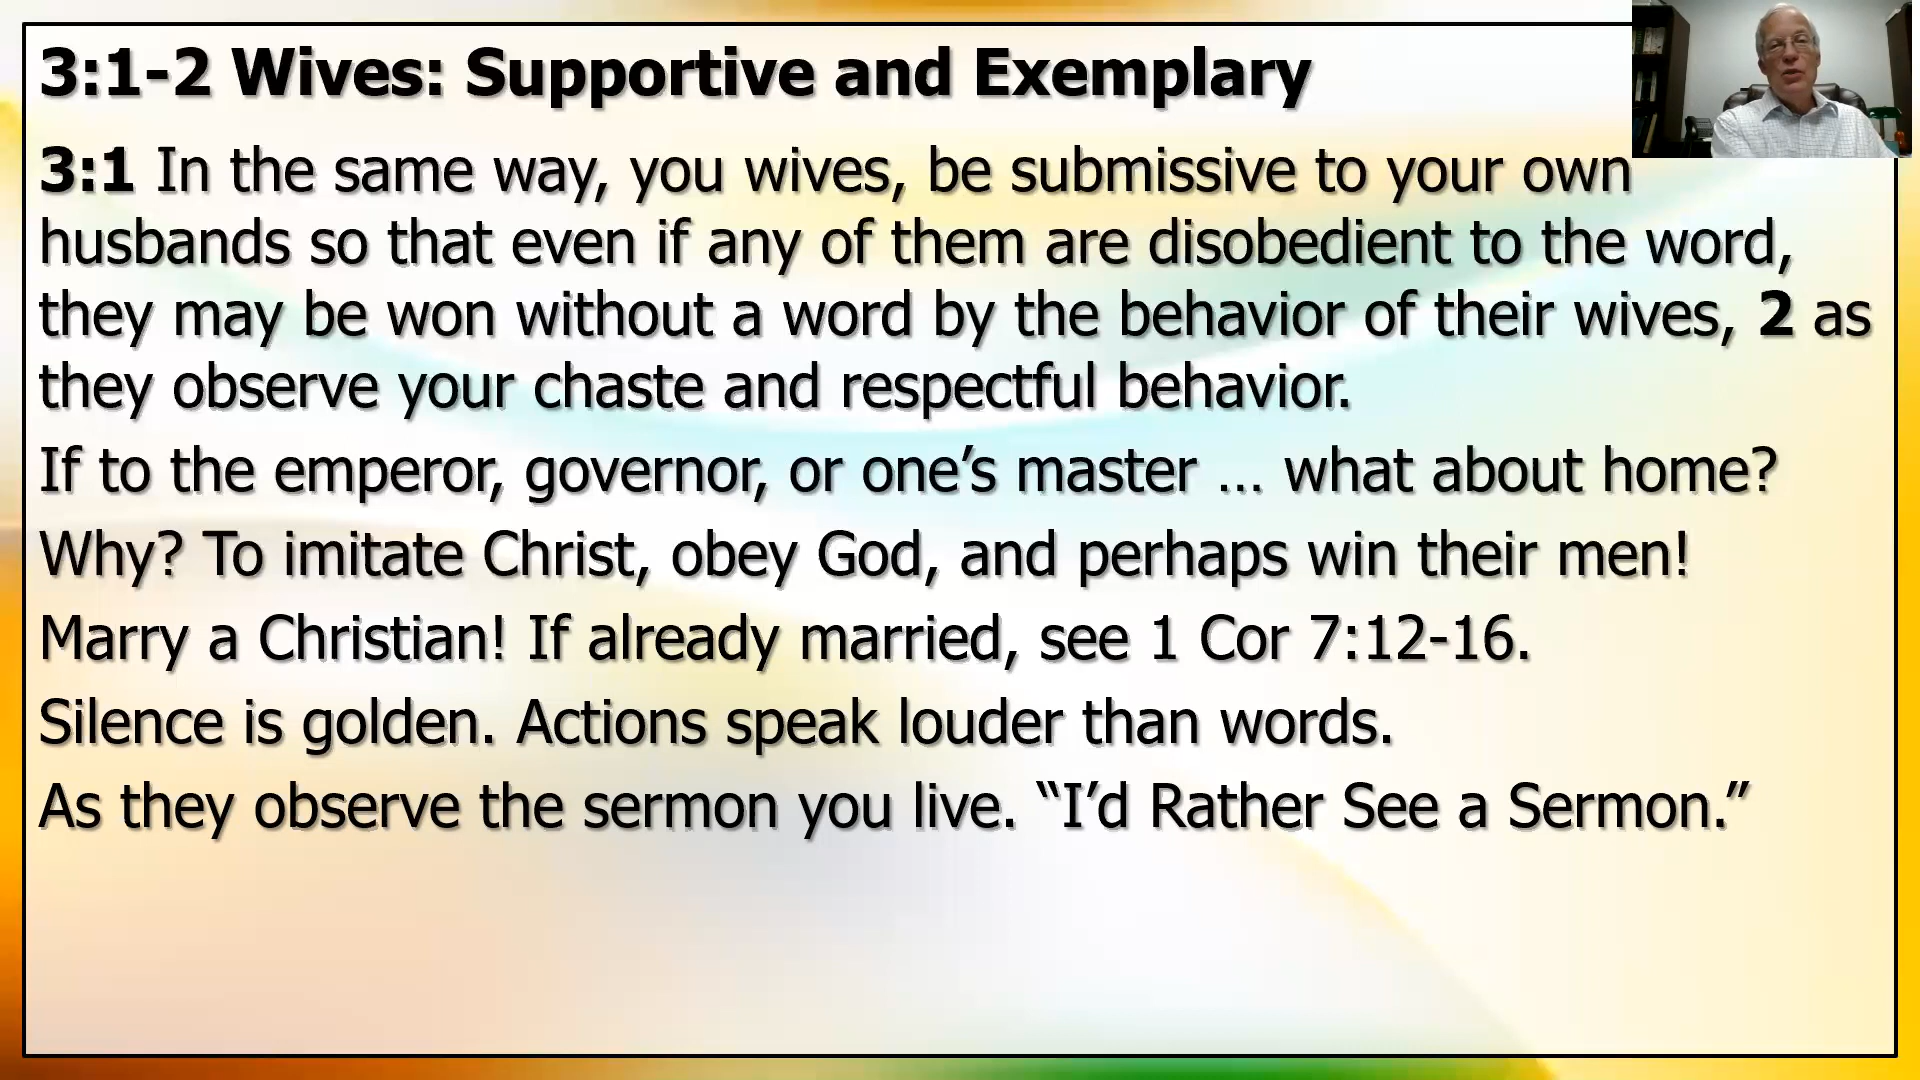 3:1-2 Wives: Supportive and Exemplary
3:1 In the same way, you wives, be submissive to your own
husbands so that even if any of them are disobedient to the word,
they may be won without a word by the behavior of their wives, 2 as
they observe your chaste and respectful behavior.
If to the emperor, governor, or one’s master … what about home?
Why? To imitate Christ, obey God, and perhaps win their men!
Marry a Christian! If already married, see 1 Cor 7:12-16.
Silence is golden. Actions speak louder than words.
As they observe the sermon you live. “I’d Rather See a Sermon.”